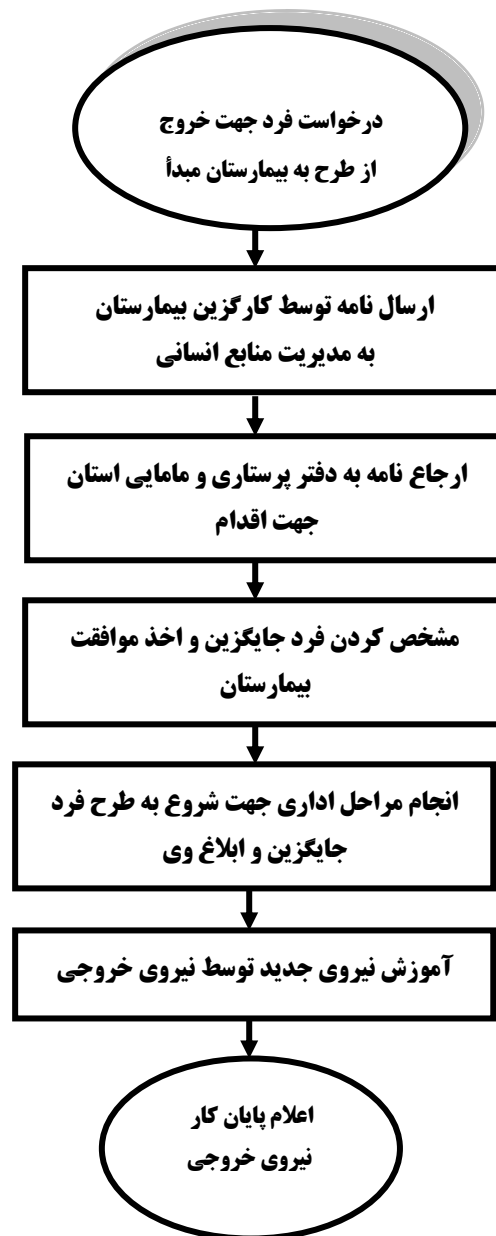 درخواست فرد جهت خروج
از طرح به بیمارستان مبدأ
ارسال نامه توسط کارگزین بیمارستان
به مدیریت منابع انسانی
ارجاع نامه به دفتر پرستاری و مامایی استان
جهت اقدام
مشخص کردن فرد جایگزین و اخذ موافقت
بیمارستان
انجام مراحل اداری جهت شروع به طرح فرد
جایگزین و ابلاغ وی
آموزش نیروی جدید توسط نیروی خروجی
اعلام پایان کار
نیروی خروجی